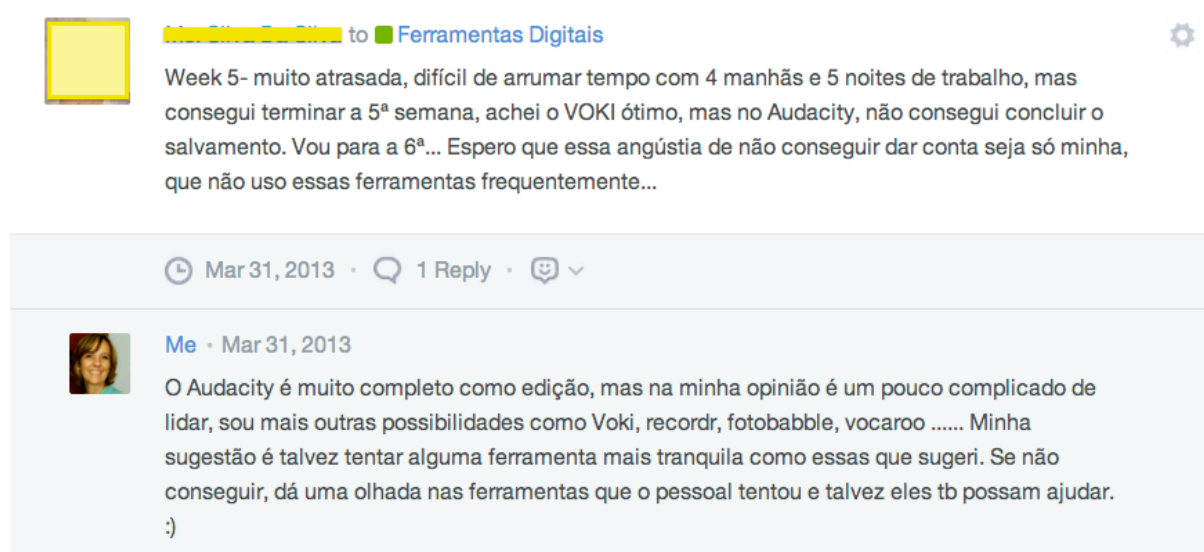 to Ferramentas Digitais
Week 5- muito atrasada, difícil de arrumar tempo com 4 manhãs e 5 noites de trabalho, mas
consegui terminar a 5ª semana, achei o VOKI ótimo, mas no Audacity, não consegui concluir o
salvamento. Vou para a 6ª... Espero que essa angústia de não conseguir dar conta seja só minha,
que não uso essas ferramentas frequentemente...
Mar 31, 2013 · 1 Reply ·
Me · Mar 31, 2013
O Audacity é muito completo como edição, mas na minha opinião é um pouco complicado de
lidar, sou mais outras possibilidades como Voki, recordr, fotobabble, vocaroo ...... Minha
sugestão é talvez tentar alguma ferramenta mais tranquila como essas que sugeri. Se não
conseguir, dá uma olhada nas ferramentas que o pessoal tentou e talvez eles tb possam ajudar.
:)